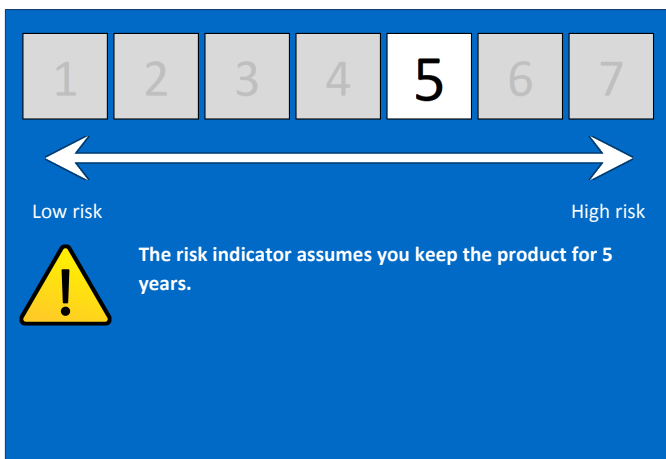 1 2 3 4 5 6 7
Low risk High risk
The risk indicator assumes you keep the product for 5
years.